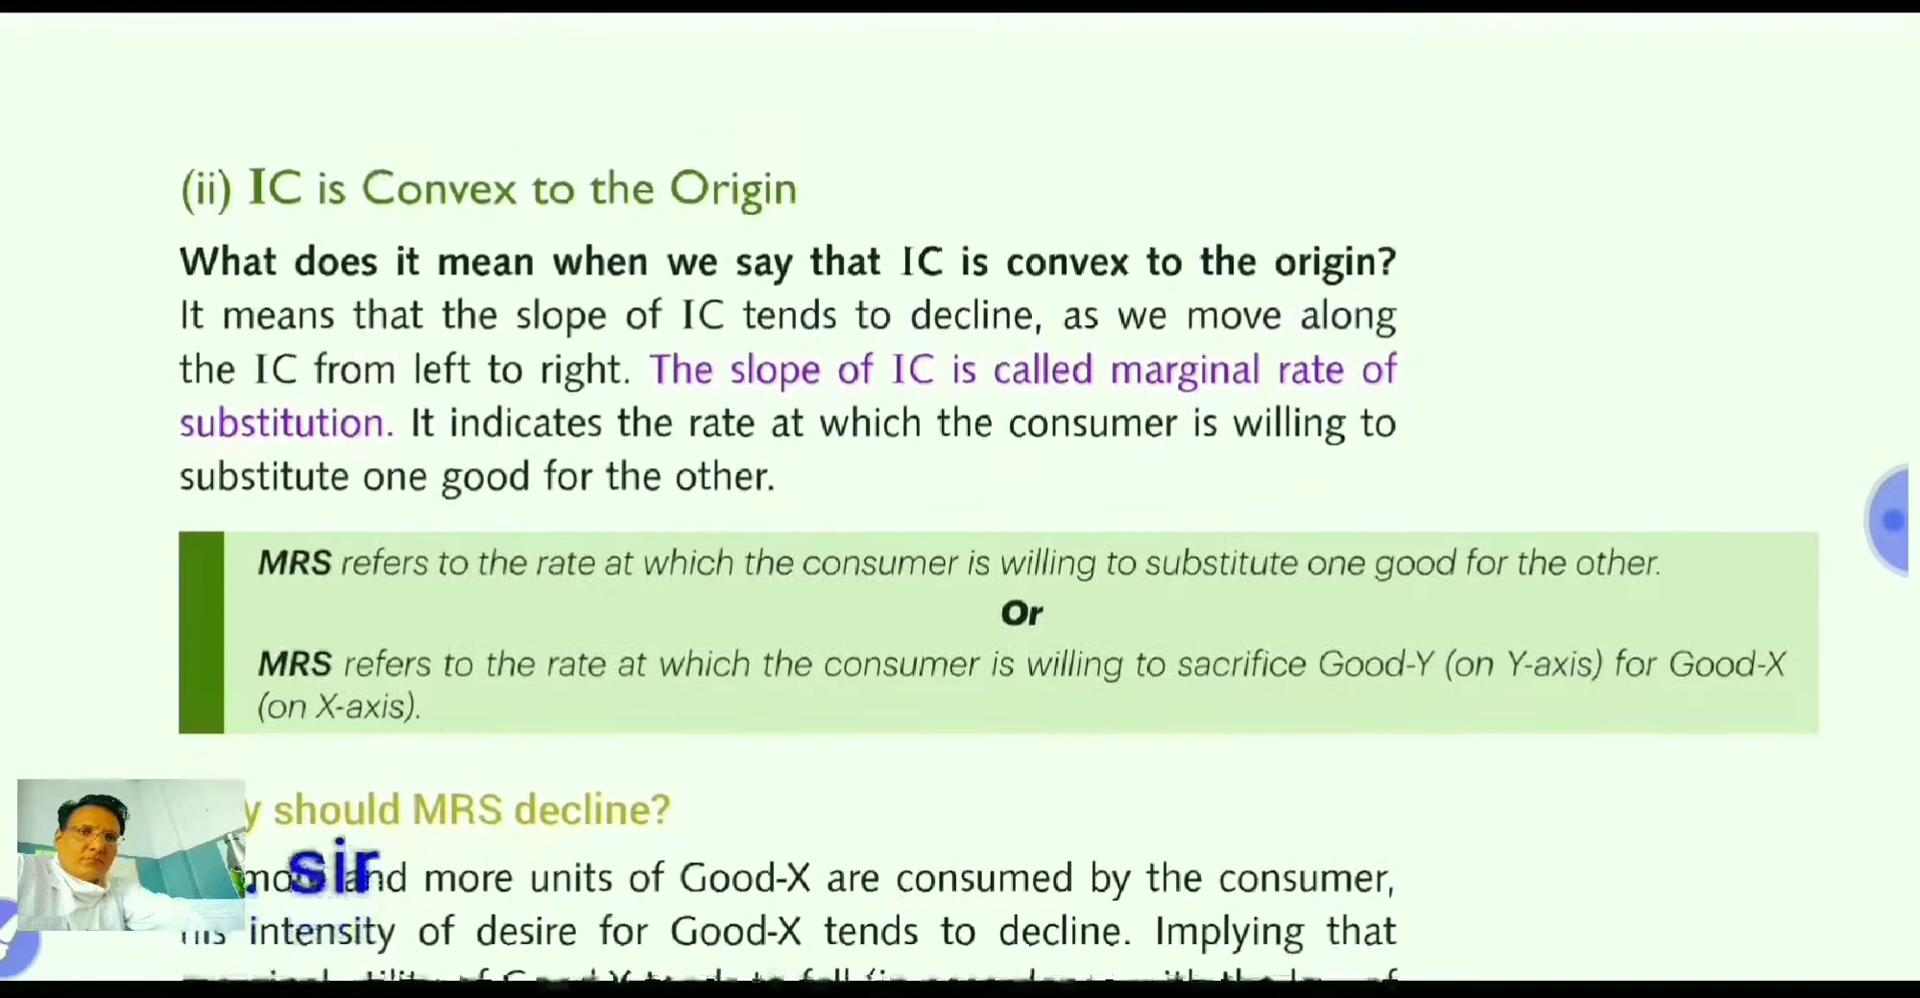 (ii) IC is Convex to the Origin
What does it mean when we say that IC is convex to the origin?
It means that the slope of IC tends to decline, as we move along
the IC from left to right. The slope of IC is called marginal rate of
substitution. It indicates the rate at which the consumer is willing to
substitute one good for the other.
MRS refers to the rate at which the consumer is willing to substitute one good for the other.
Or
MRS refers to the rate at which the consumer is willing to sacrifice Good-Y (on Y-axis) for Good-X
(on X-axis).
should MRS decline?
sir
more units of Good-X are consumed by the consumer,
intensity of desire for Good-X tends to decline. Implying that